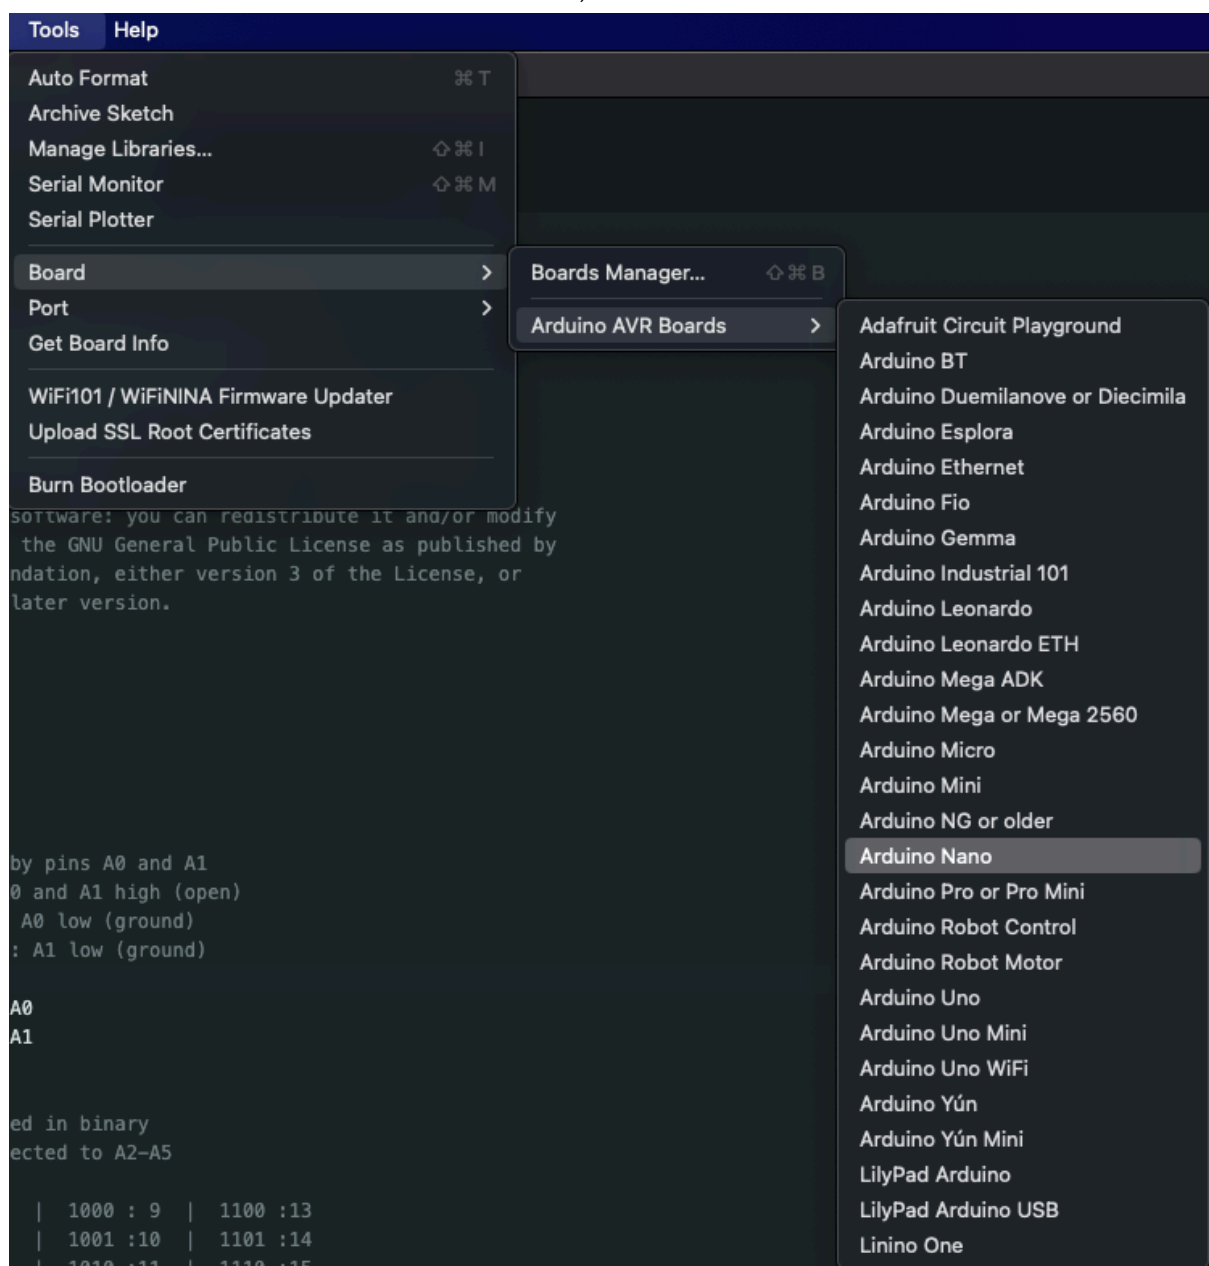 Tools Help
Auto Format ⌘ T
Archive Sketch
Manage Libraries... ⇧ ⌘ I
Serial Monitor ⇧ ⌘ M
Serial Plotter
Board >
Port >
Get Board Info
WiFi101 / WiFiNINA Firmware Updater
Upload SSL Root Certificates
Burn Bootloader
Boards Manager... ⇧ ⌘ B
Arduino AVR Boards >
Adafruit Circuit Playground
Arduino BT
Arduino Duemilanove or Diecimila
Arduino Esplora
Arduino Ethernet
Arduino Fio
Arduino Gemma
Arduino Industrial 101
Arduino Leonardo
Arduino Leonardo ETH
Arduino Mega ADK
Arduino Mega or Mega 2560
Arduino Micro
Arduino Mini
Arduino NG or older
Arduino Nano
Arduino Pro or Pro Mini
Arduino Robot Control
Arduino Robot Motor
Arduino Uno
Arduino Uno Mini
Arduino Uno WiFi
Arduino Yún
Arduino Yún Mini
LilyPad Arduino
LilyPad Arduino USB
Linino One
software: you can redistribute it and/or modify
the GNU General Public License as published by
ndation, either version 3 of the License, or
later version.
by pins A0 and A1
0 and A1 high (open)
A0 low (ground)
: A1 low (ground)
A0
A1
ed in binary
ected to A2–A5
| 1000 : 9 | 1100 :13
| 1001 :10 | 1101 :14
| 1010 :11 | 1110 :15